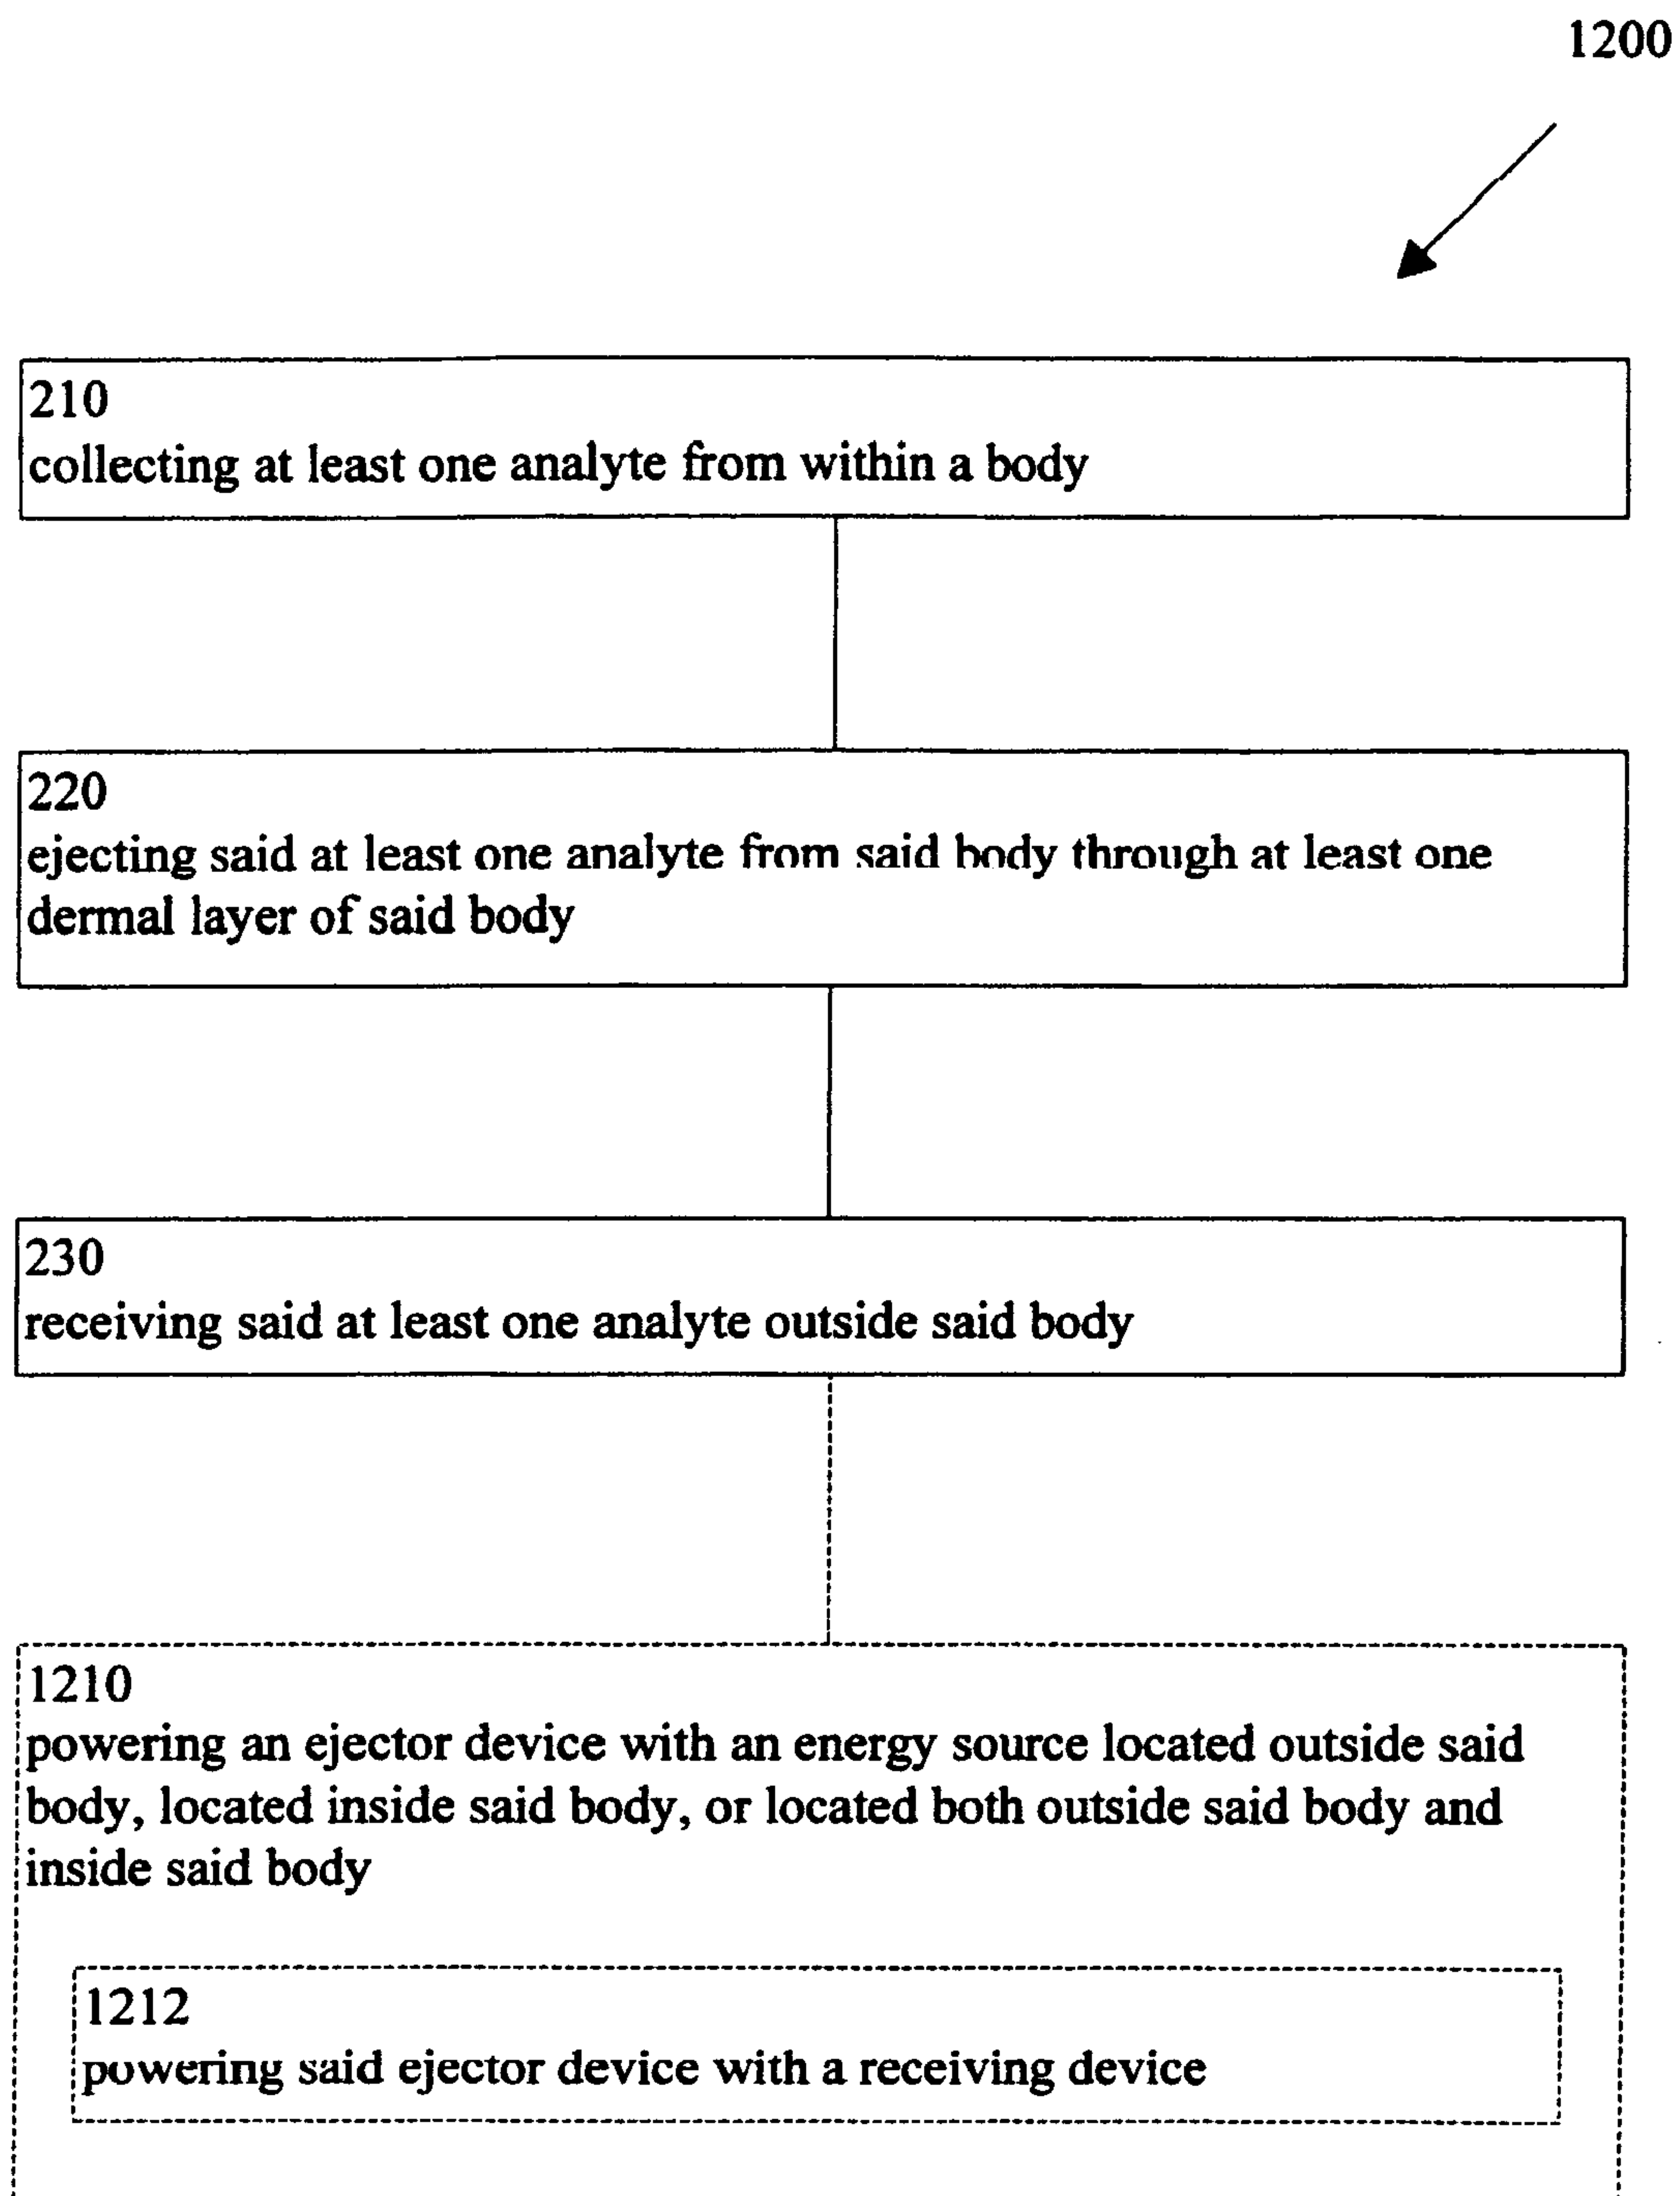 1200
210
collecting at least one analyte from within a body
220
ejecting said at least one analyte from said body through at least one
dermal layer of said body
230
receiving said at least one analyte outside said body
1210
powering an ejector device with an energy source located outside said
body, located inside said body, or located both outside said body and
inside said body
1212
powering said ejector device with a receiving device